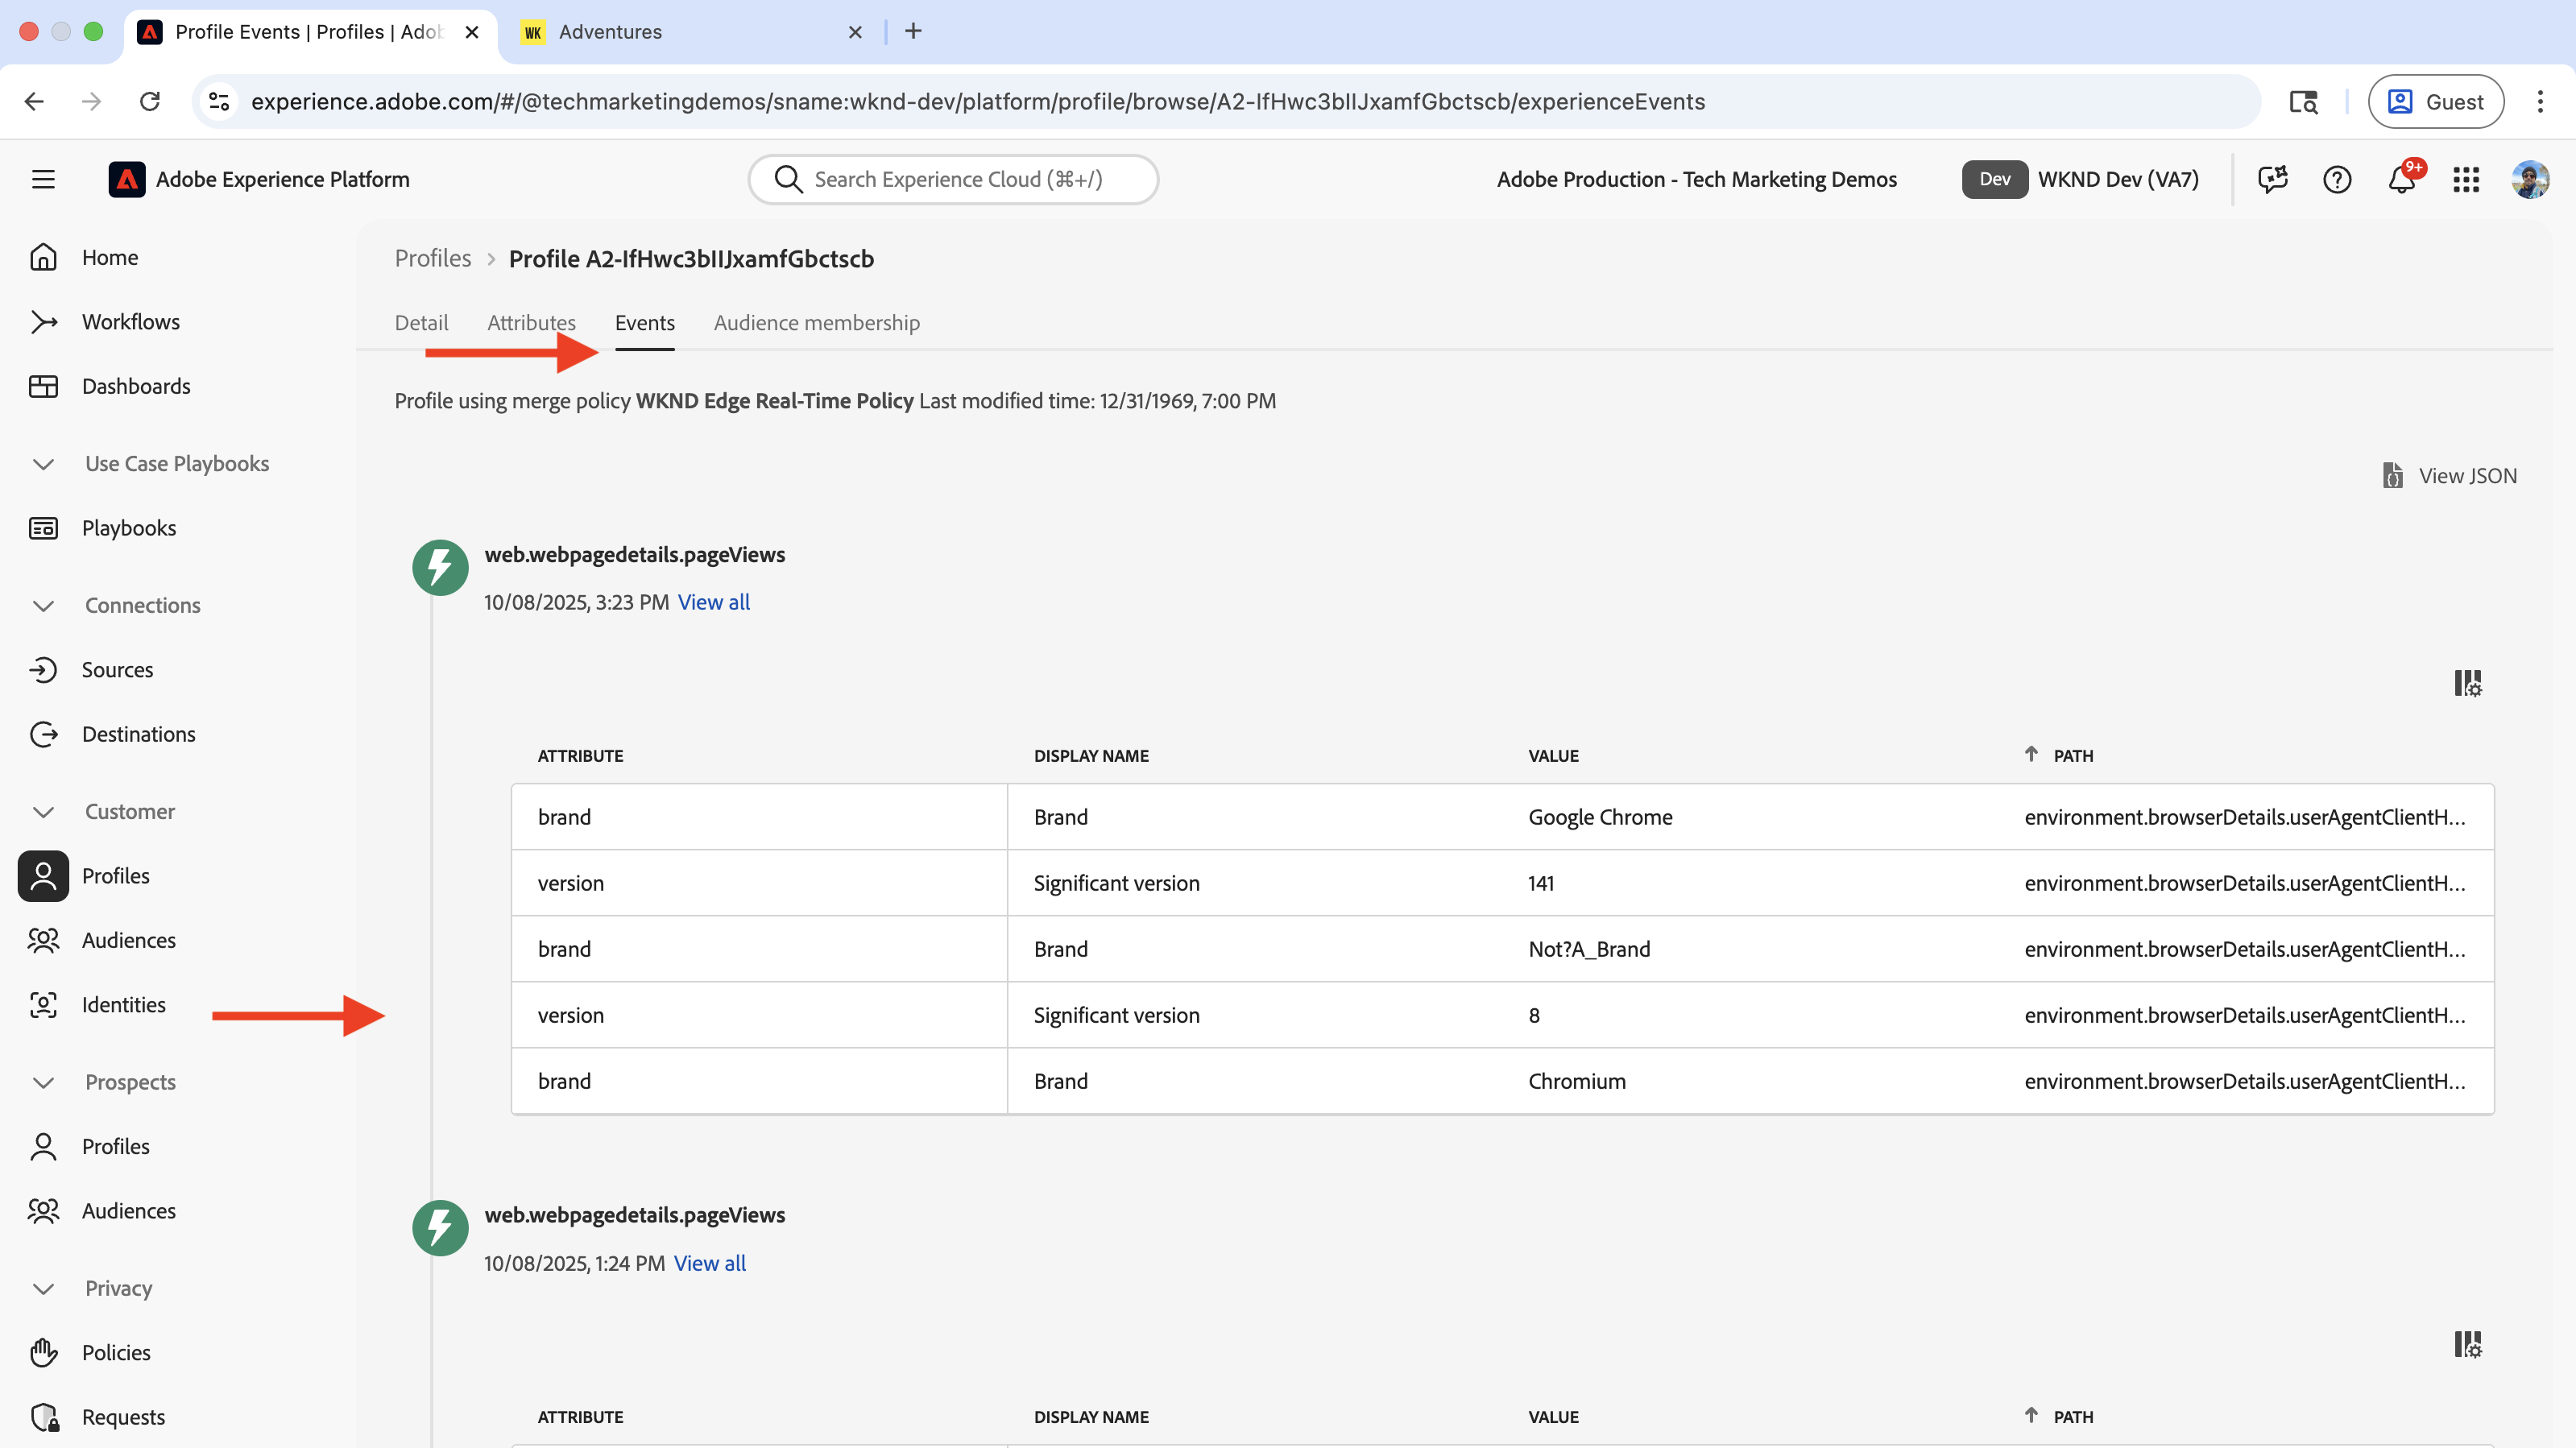 Profile Events | Profiles | Adob
WK Adventures
experience.adobe.com/#/@techmarketingdemos/sname:wknd-dev/platform/profile/browse/A2-IfHwc3bIIJxamfGbctscb/experienceEvents
Guest
Adobe Experience Platform
Search Experience Cloud (⌘+/)
Adobe Production - Tech Marketing Demos
Dev WKND Dev (VA7)
9+
Home
Workflows
Dashboards
Use Case Playbooks
Playbooks
Connections
Sources
Destinations
Customer
Profiles
Audiences
Identities
Prospects
Profiles
Audiences
Privacy
Policies
Requests
Profiles > Profile A2-IfHwc3bIIJxamfGbctscb
Detail Attributes Events Audience membership
Profile using merge policy WKND Edge Real-Time Policy Last modified time: 12/31/1969, 7:00 PM
View JSON
web.webpagedetails.pageViews
10/08/2025, 3:23 PM View all
ATTRIBUTE DISPLAY NAME VALUE ↑ PATH
brand Brand Google Chrome environment.browserDetails.userAgentClientH...
version Significant version 141 environment.browserDetails.userAgentClientH...
brand Brand Not?A_Brand environment.browserDetails.userAgentClientH...
version Significant version 8 environment.browserDetails.userAgentClientH...
brand Brand Chromium environment.browserDetails.userAgentClientH...
web.webpagedetails.pageViews
10/08/2025, 1:24 PM View all
ATTRIBUTE DISPLAY NAME VALUE ↑ PATH